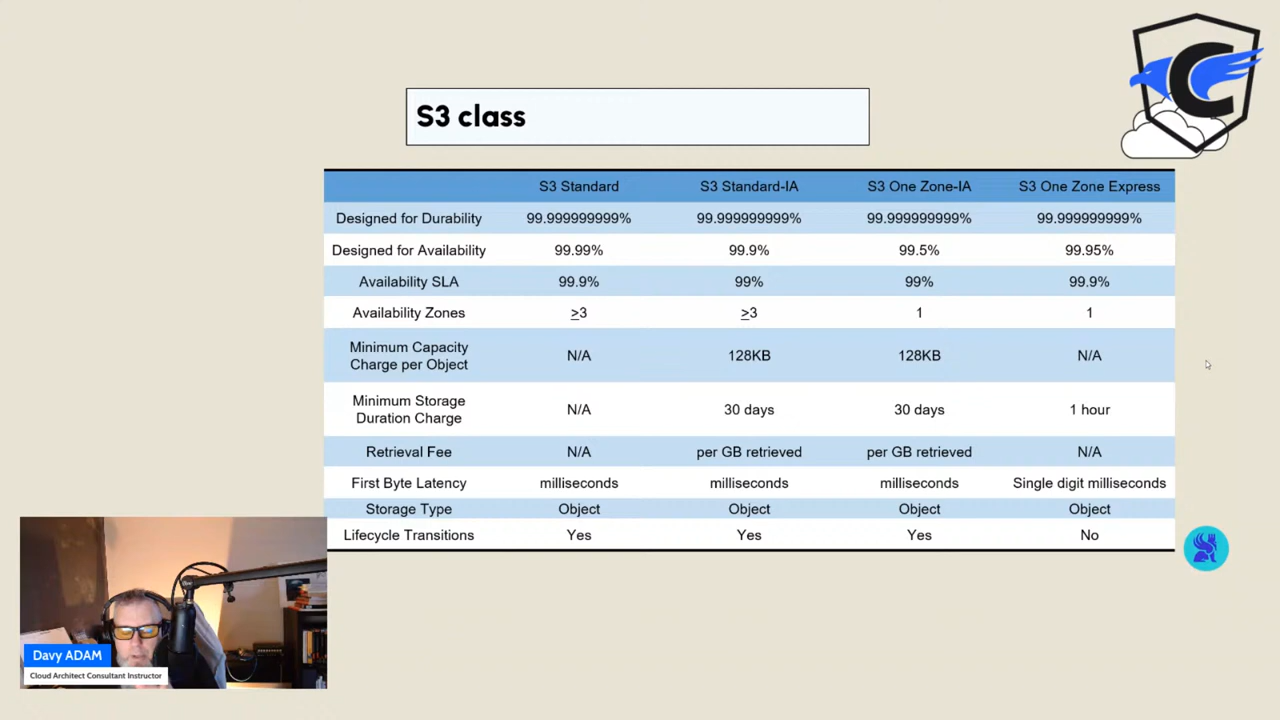 S3 class
S3 Standard S3 Standard-IA S3 One Zone-IA S3 One Zone Express
Designed for Durability 99.999999999% 99.999999999% 99.999999999% 99.999999999%
Designed for Availability 99.99% 99.9% 99.5% 99.95%
Availability SLA 99.9% 99% 99% 99.9%
Availability Zones ≥3 ≥3 1 1
Minimum Capacity
Charge per Object N/A 128KB 128KB N/A
Minimum Storage
Duration Charge N/A 30 days 30 days 1 hour
Retrieval Fee N/A per GB retrieved per GB retrieved N/A
First Byte Latency milliseconds milliseconds milliseconds Single digit milliseconds
Storage Type Object Object Object Object
Lifecycle Transitions Yes Yes Yes No
Davy ADAM
Cloud Architect Consultant Instructor
C